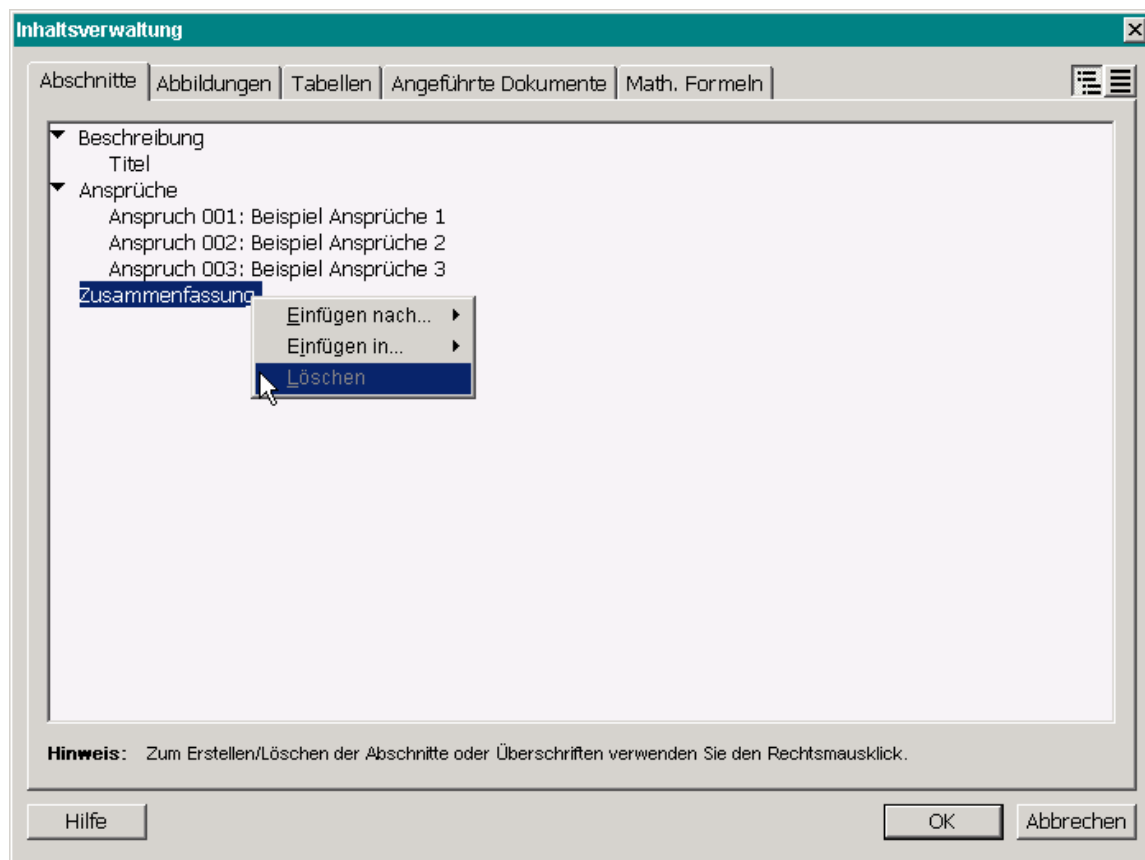 Inhaltsverwaltung
Abschnitte Abbildungen Tabellen Angeführte Dokumente Math. Formeln
Beschreibung
Titel
Ansprüche
Anspruch 001: Beispiel Ansprüche 1
Anspruch 002: Beispiel Ansprüche 2
Anspruch 003: Beispiel Ansprüche 3
Zusammenfassung
Einfügen nach...
Einfügen in...
Löschen
Hinweis: Zum Erstellen/Löschen der Abschnitte oder Überschriften verwenden Sie den Rechtsmausklick.
Hilfe OK Abbrechen